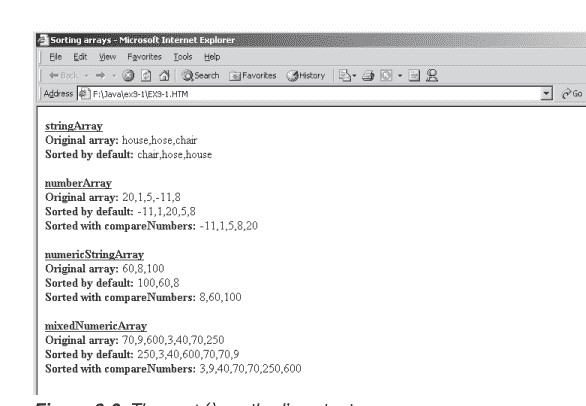 Sorting arrays - Microsoft Internet Explorer
File Edit View Favorites Tools Help
Back Search Favorites History
Address F:\Java\ex9-1\EX9-1.HTM Go
stringArray
Original array: house,hose,chair
Sorted by default: chair,hose,house
numberArray
Original array: 20,1,5,-11,8
Sorted by default: -11,1,20,5,8
Sorted with compareNumbers: -11,1,5,8,20
numericStringArray
Original array: 60,8,100
Sorted by default: 100,60,8
Sorted with compareNumbers: 8,60,100
mixedNumericArray
Original array: 70,9,600,3,40,70,250
Sorted by default: 250,3,40,600,70,70,9
Sorted with compareNumbers: 3,9,40,70,70,250,600